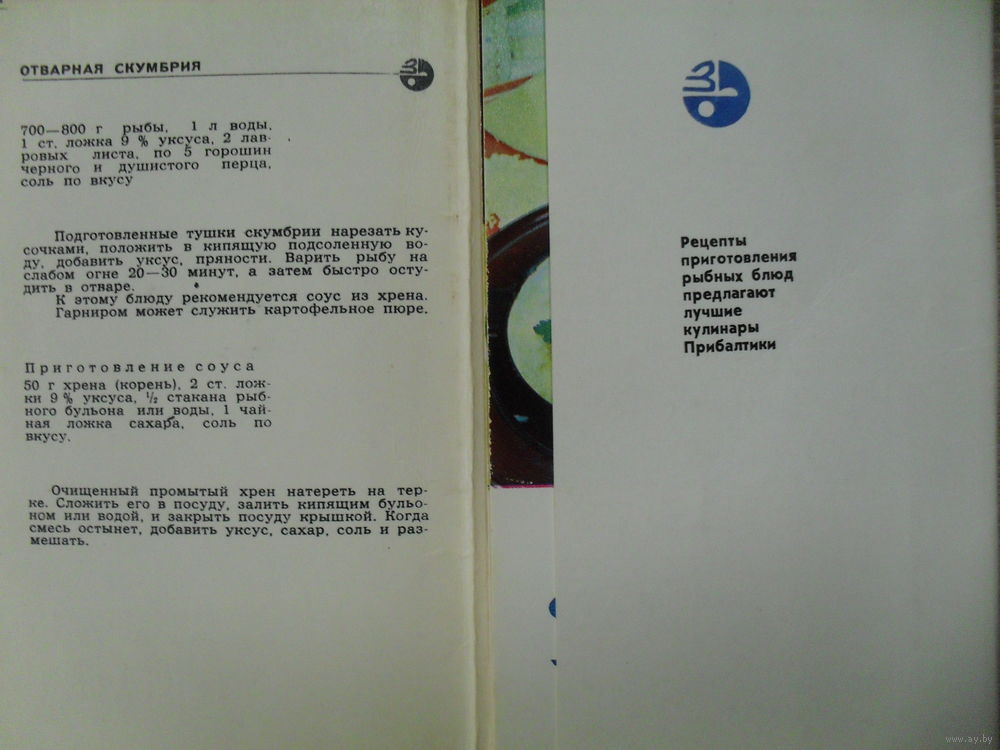 ОТВАРНАЯ СКУМБРИЯ
700—800 г рыбы, 1 л воды,
1 ст. ложка 9 % уксуса, 2 лав-
ровых листа, по 5 горошин
черного и душистого перца,
соль по вкусу
Подготовленные тушки скумбрии нарезать ку-
сочками, положить в кипящую подсоленную во-
ду, добавить уксус, пряности. Варить рыбу на
слабом огне 20—30 минут, а затем быстро осту-
дить в отваре.
К этому блюду рекомендуется соус из хрена.
Гарниром может служить картофельное пюре.
Приготовление соуса
50 г хрена (корень), 2 ст. лож-
ки 9 % уксуса, 1/2 стакана рыб-
ного бульона или воды, 1 чай-
ная ложка сахара, соль по
вкусу.
Очищенный промытый хрен натереть на тер-
ке. Сложить его в посуду, залить кипящим бульо-
ном или водой, и закрыть посуду крышкой. Когда
смесь остынет, добавить уксус, сахар, соль и раз-
мешать.
Рецепты
приготовления
рыбных блюд
предлагают
лучшие
кулинары
Прибалтики
www.ay.by